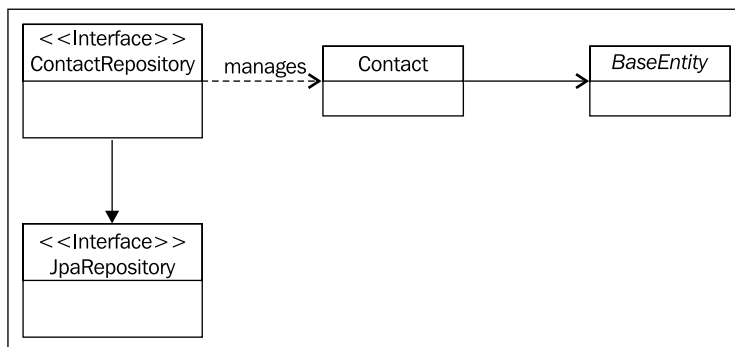 <<Interface>>
ContactRepository
manages
Contact
BaseEntity
<<Interface>>
JpaRepository